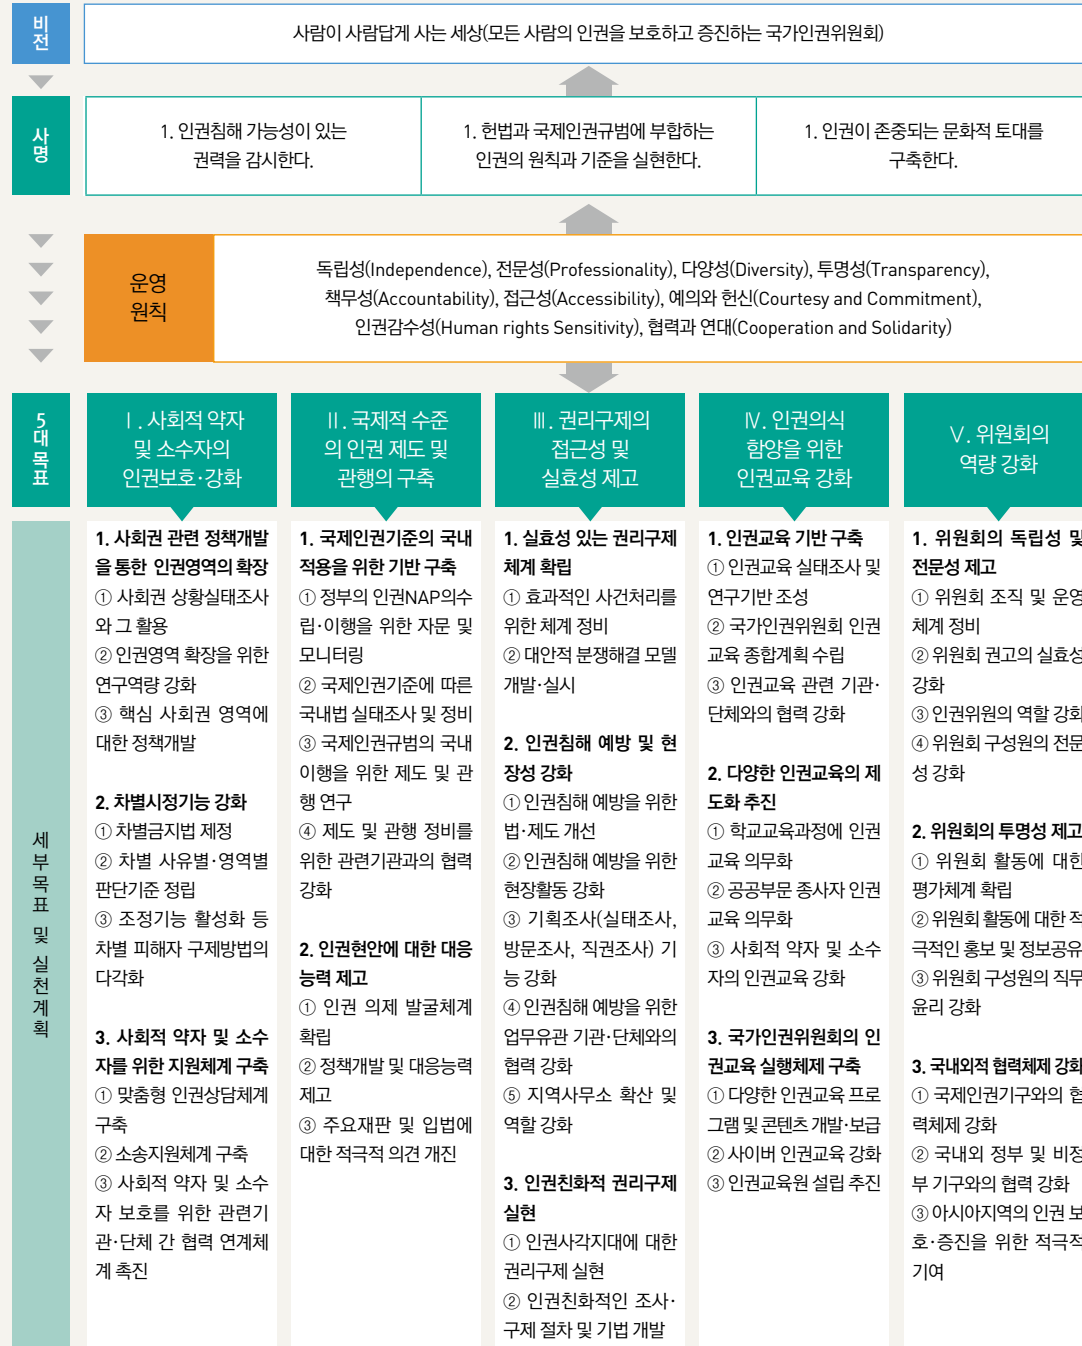 비전
사람이 사람답게 사는 세상(모든 사람의 인권을 보호하고 증진하는 국가인권위원회)
사명
1. 인권침해 가능성이 있는
권력을 감시한다.
1. 헌법과 국제인권규범에 부합하는
인권의 원칙과 기준을 실현한다.
1. 인권이 존중되는 문화적 토대를
구축한다.
운영
원칙
독립성(Independence), 전문성(Professionality), 다양성(Diversity), 투명성(Transparency),
책무성(Accountability), 접근성(Accessibility), 예의와 헌신(Courtesy and Commitment),
인권감수성(Human rights Sensitivity), 협력과 연대(Cooperation and Solidarity)
5대 목표
Ⅰ. 사회적 약자
및 소수자의
인권보호·강화
Ⅱ. 국제적 수준
의 인권 제도 및
관행의 구축
Ⅲ. 권리구제의
접근성 및
실효성 제고
Ⅳ. 인권의식
함양을 위한
인권교육 강화
Ⅴ. 위원회의
역량 강화
세부목표 및 실천계획
1. 사회권 관련 정책개발
을 통한 인권영역의 확장
① 사회권 상황실태조사
와 그 활용
② 인권영역 확장을 위한
연구역량 강화
③ 핵심 사회권 영역에
대한 정책개발
2. 차별시정기능 강화
① 차별금지법 제정
② 차별 사유별·영역별
판단기준 정립
③ 조정기능 활성화 등
차별 피해자 구제방법의
다각화
3. 사회적 약자 및 소수
자를 위한 지원체계 구축
① 맞춤형 인권상담체계
구축
② 소송지원체계 구축
③ 사회적 약자 및 소수
자 보호를 위한 관련기
관·단체 간 협력 연계체
계 촉진
1. 국제인권기준의 국내
적용을 위한 기반 구축
① 정부의 인권NAP의수
립·이행을 위한 자문 및
모니터링
② 국제인권기준에 따른
국내법 실태조사 및 정비
③ 국제인권규범의 국내
이행을 위한 제도 및 관
행 연구
④ 제도 및 관행 정비를
위한 관련기관과의 협력
강화
2. 인권현안에 대한 대응
능력 제고
① 인권 의제 발굴체계
확립
② 정책개발 및 대응능력
제고
③ 주요재판 및 입법에
대한 적극적 의견 개진
1. 실효성 있는 권리구제
체계 확립
① 효과적인 사건처리를
위한 체계 정비
② 대안적 분쟁해결 모델
개발·실시
2. 인권침해 예방 및 현
장성 강화
① 인권침해 예방을 위한
법·제도 개선
② 인권침해 예방을 위한
현장활동 강화
③ 기획조사(실태조사,
방문조사, 직권조사) 기
능 강화
④ 인권침해 예방을 위한
업무유관 기관·단체와의
협력 강화
⑤ 지역사무소 확산 및
역할 강화
3. 인권친화적 권리구제
실현
① 인권사각지대에 대한
권리구제 실현
② 인권친화적인 조사·
구제 절차 및 기법 개발
1. 인권교육 기반 구축
① 인권교육 실태조사 및
연구기반 조성
② 국가인권위원회 인권
교육 종합계획 수립
③ 인권교육 관련 기관·
단체와의 협력 강화
2. 다양한 인권교육의 제
도화 추진
① 학교교육과정에 인권
교육 의무화
② 공공부문 종사자 인권
교육 의무화
③ 사회적 약자 및 소수
자의 인권교육 강화
3. 국가인권위원회의 인
권교육 실행체제 구축
① 다양한 인권교육 프로
그램 및 콘텐츠 개발·보급
② 사이버 인권교육 강화
③ 인권교육원 설립 추진
1. 위원회의 독립성 및
전문성 제고
① 위원회 조직 및 운영
체계 정비
② 위원회 권고의 실효성
강화
③ 인권위원의 역할 강화
④ 위원회 구성원의 전문
성 강화
2. 위원회의 투명성 제고
① 위원회 활동에 대한
평가체계 확립
② 위원회 활동에 대한 적
극적인 홍보 및 정보공유
③ 위원회 구성원의 직무
윤리 강화
3. 국내외적 협력체제 강화
① 국제인권기구와의 협
력체제 강화
② 국내외 정부 및 비정
부 기구와의 협력 강화
③ 아시아지역의 인권 보
호·증진을 위한 적극적
기여